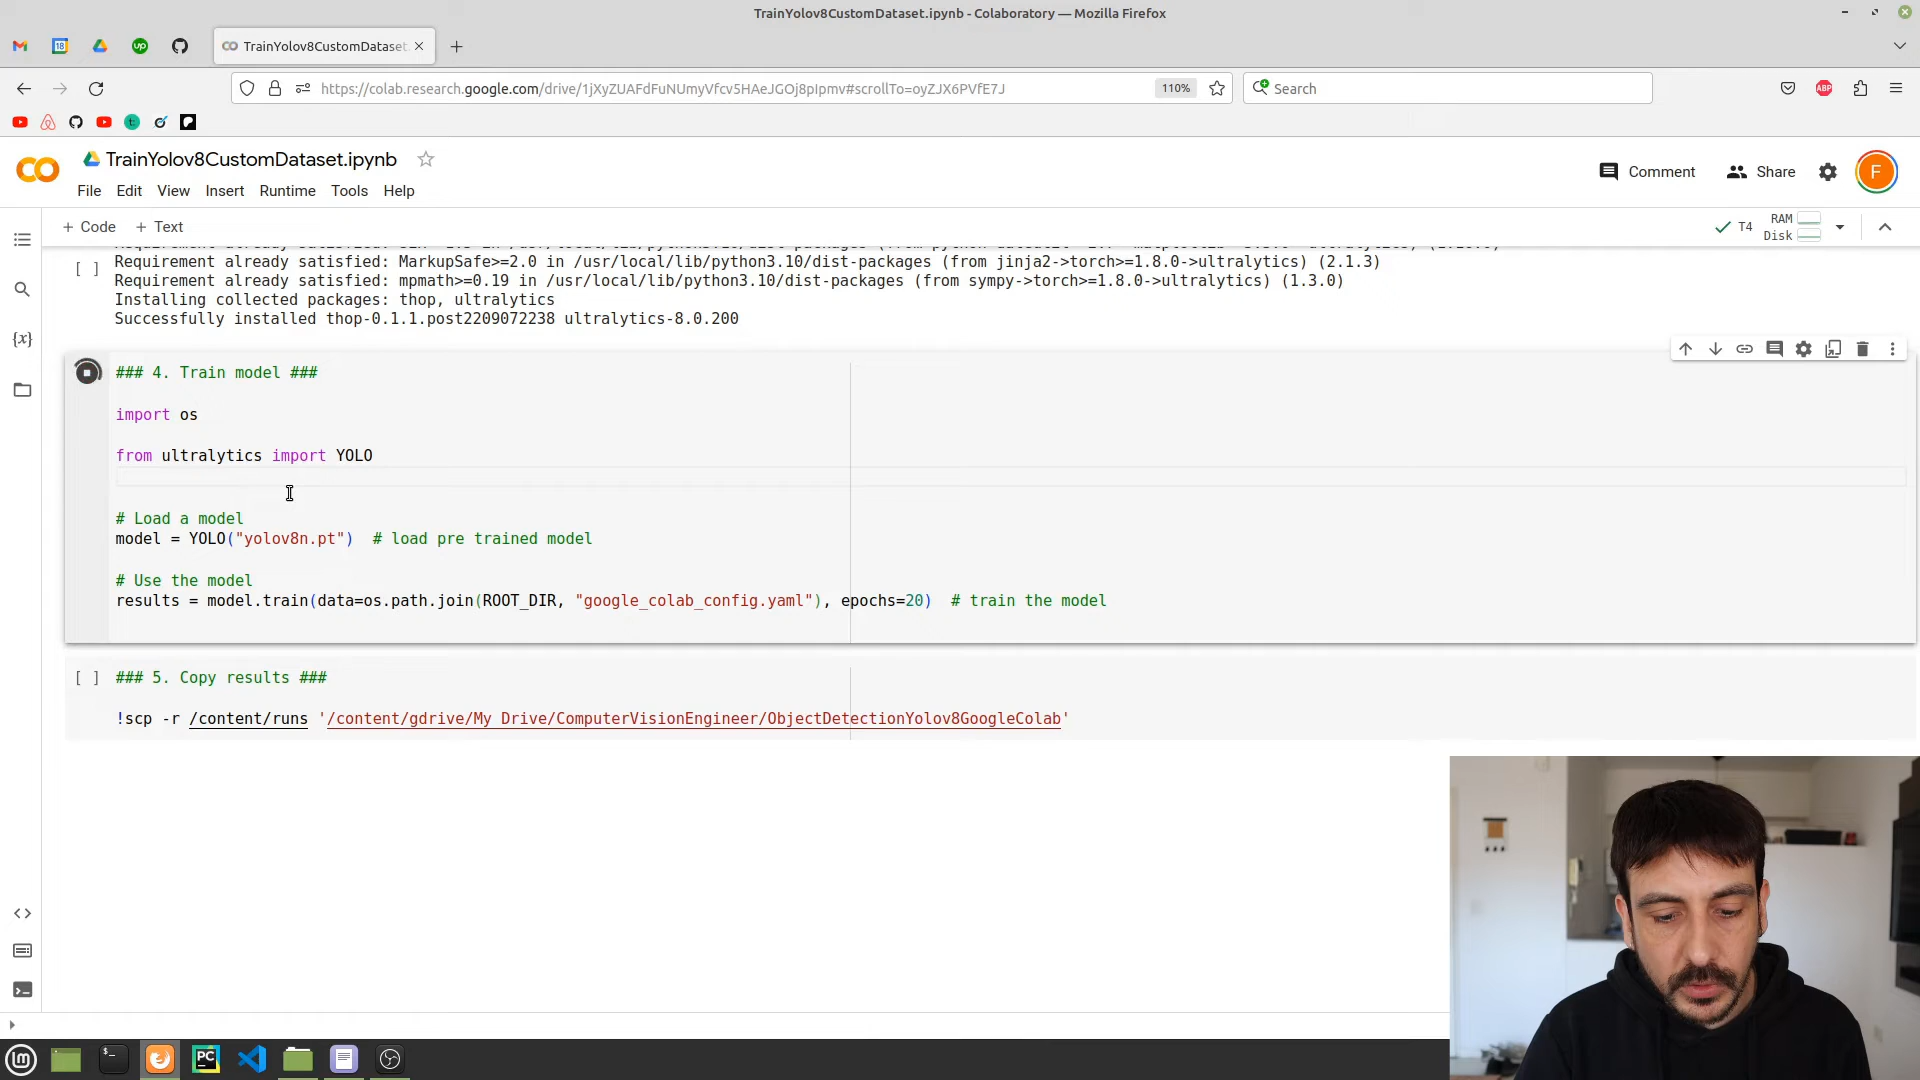 TrainYolov8CustomDataset.ipynb - Colaboratory — Mozilla Firefox
TrainYolov8CustomDataset.
https://colab.research.google.com/drive/1jXyZUAFdFuNUmyVfcv5HAeJGOj8pIpmv#scrollTo=oyZJX6PVfE7J
110%
Search
ABP
TrainYolov8CustomDataset.ipynb
File Edit View Insert Runtime Tools Help
Comment
Share
F
+ Code + Text
T4
RAM
Disk
[ ]
Requirement already satisfied: MarkupSafe>=2.0 in /usr/local/lib/python3.10/dist-packages (from jinja2->torch>=1.8.0->ultralytics) (2.1.3)
Requirement already satisfied: mpmath>=0.19 in /usr/local/lib/python3.10/dist-packages (from sympy->torch>=1.8.0->ultralytics) (1.3.0)
Installing collected packages: thop, ultralytics
Successfully installed thop-0.1.1.post2209072238 ultralytics-8.0.200
### 4. Train model ###
import os
from ultralytics import YOLO
# Load a model
model = YOLO("yolov8n.pt")  # load pre trained model
# Use the model
results = model.train(data=os.path.join(ROOT_DIR, "google_colab_config.yaml"), epochs=20)  # train the model
[ ] ### 5. Copy results ###
!scp -r /content/runs '/content/gdrive/My Drive/ComputerVisionEngineer/ObjectDetectionYolov8GoogleColab'